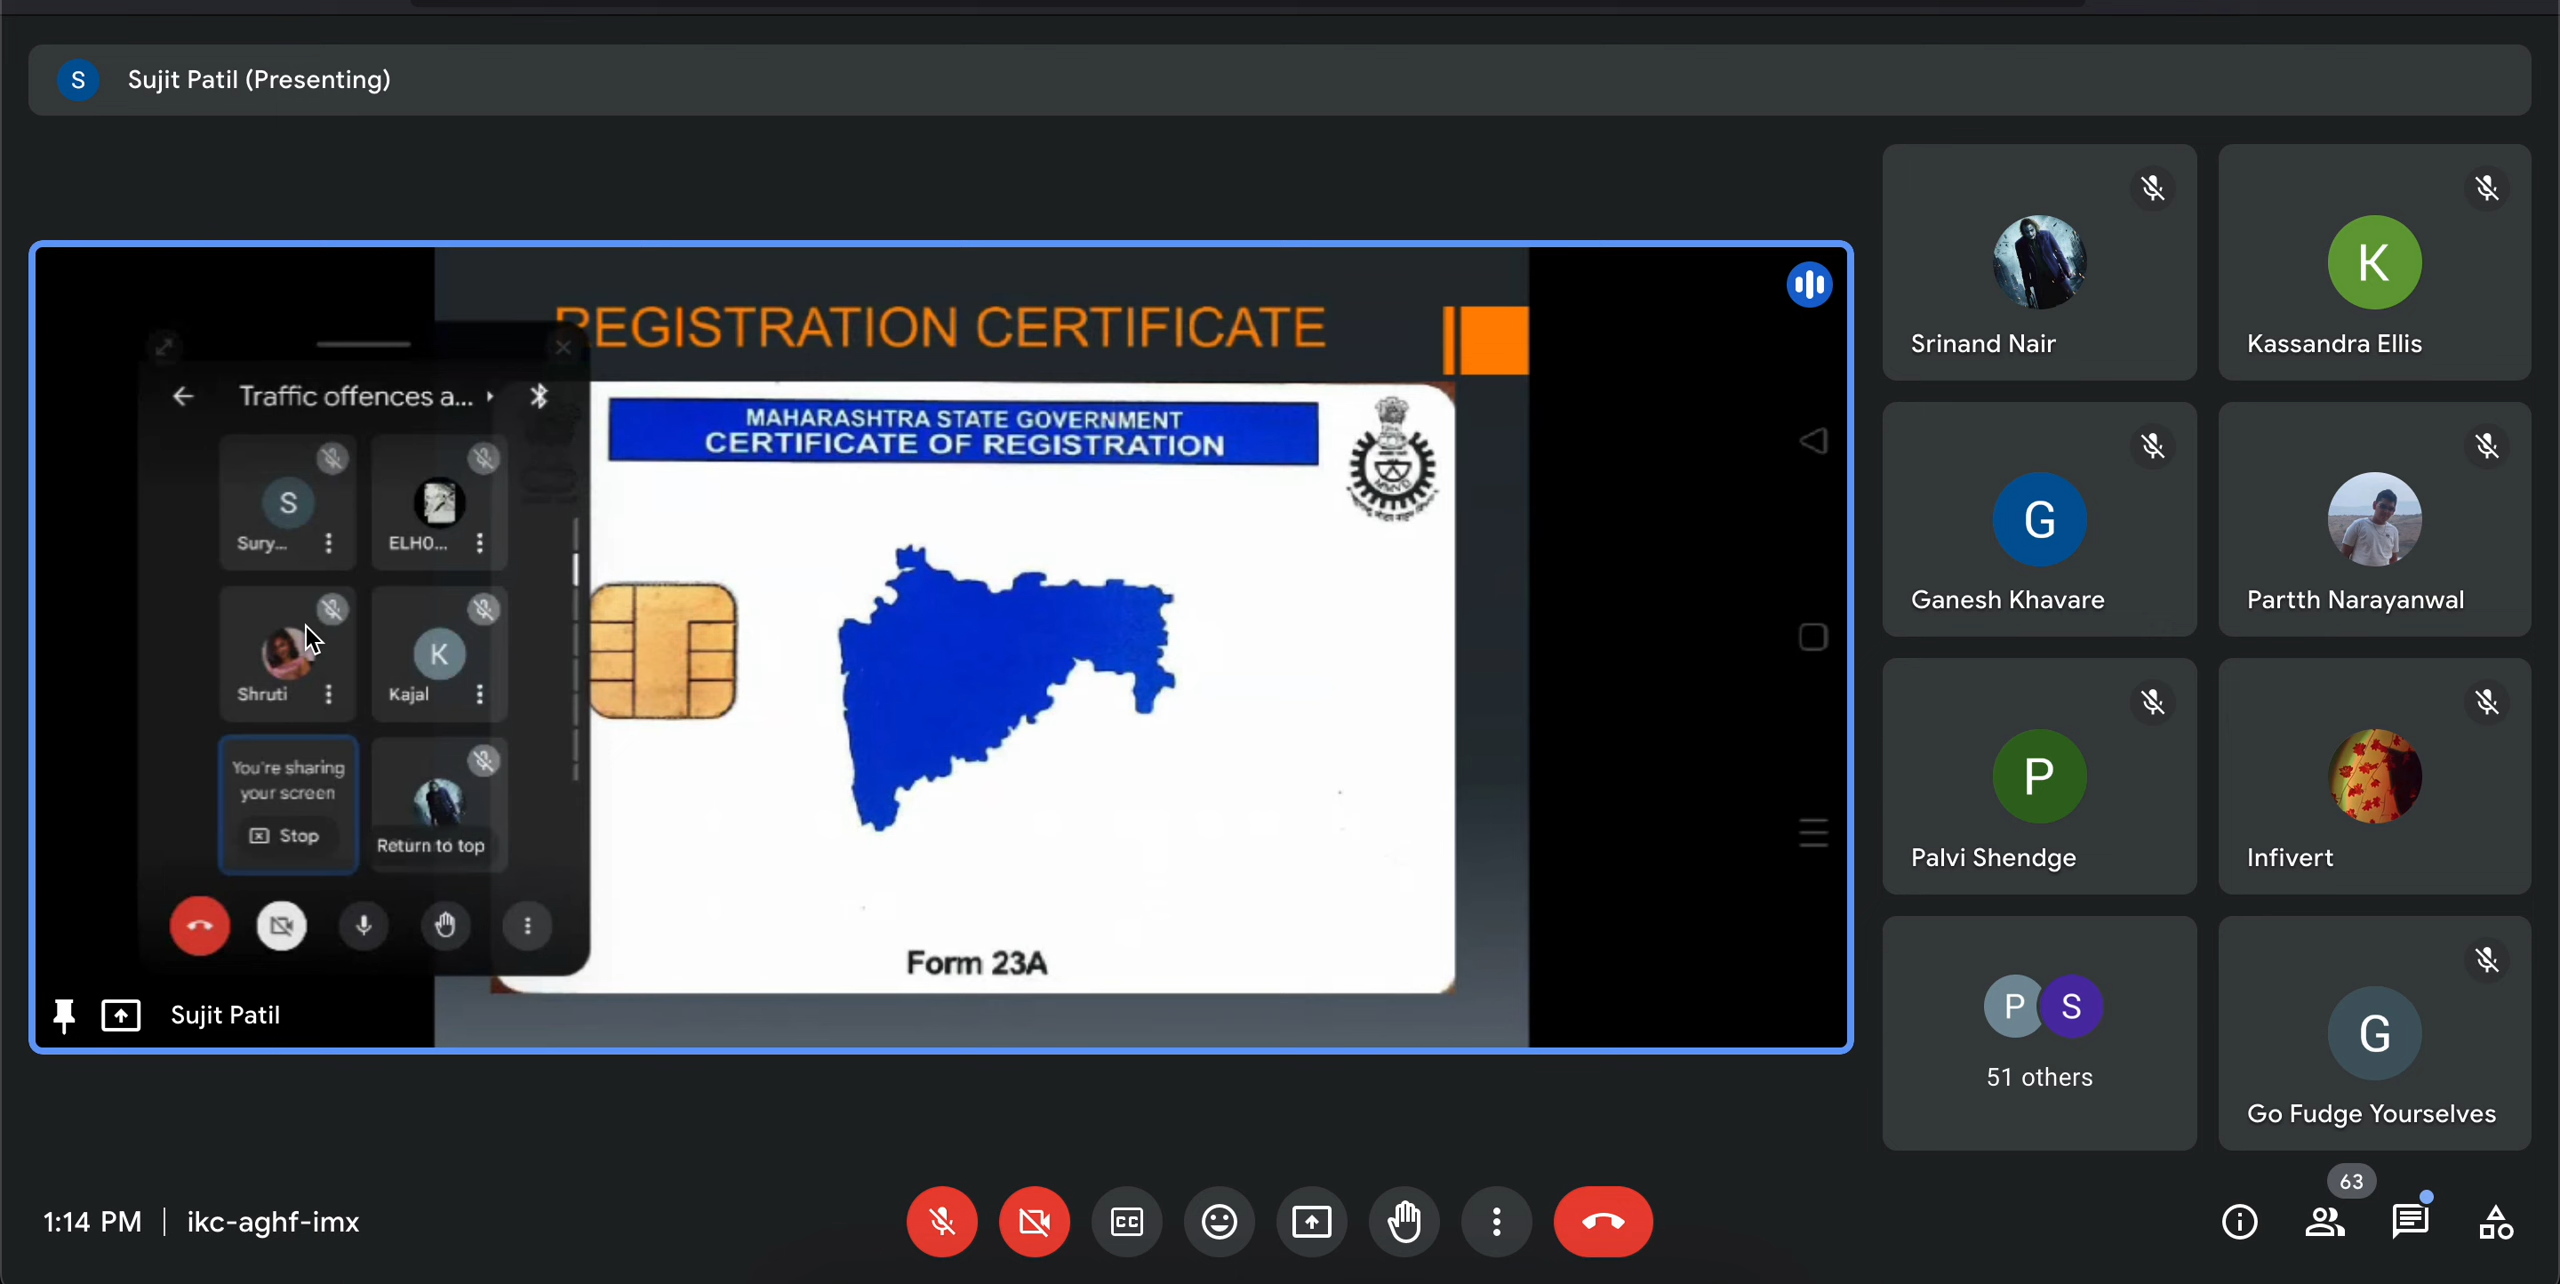 S Sujit Patil (Presenting)
REGISTRATION CERTIFICATE
MAHARASHTRA STATE GOVERNMENT
CERTIFICATE OF REGISTRATION
Form 23A
Traffic offences a...
S
Sury...
ELHO...
Shruti
K
Kajal
You're sharing
your screen
Stop
Return to top
Sujit Patil
Srinand Nair
K
Kassandra Ellis
G
Ganesh Khavare
Partth Narayanwal
P
Palvi Shendge
Infivert
P S
51 others
G
Go Fudge Yourselves
1:14 PM | ikc-aghf-imx
CC
63